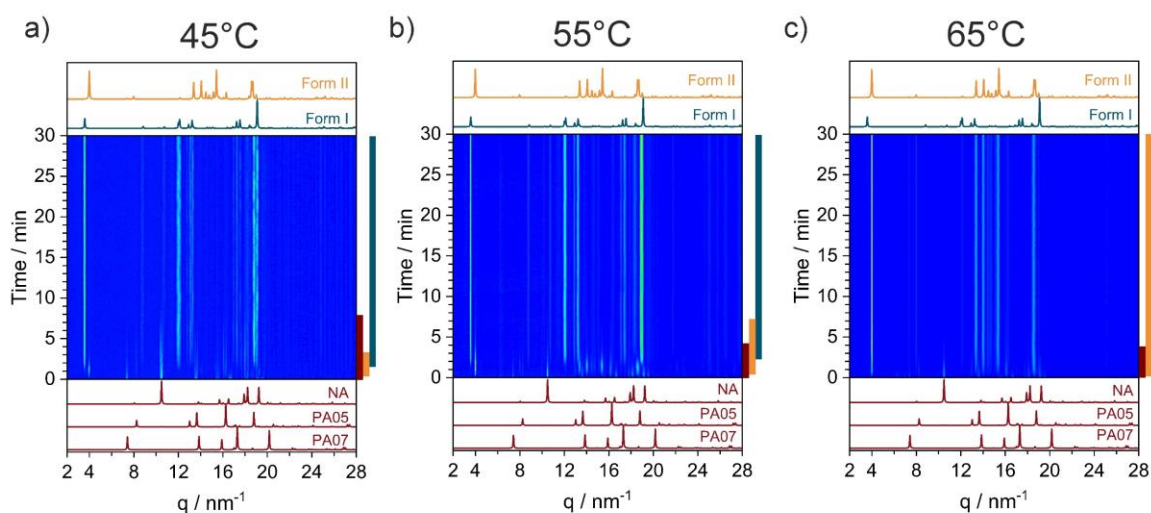 a) 45°C
Form II
Form I
30
25
20
15
10
5
0
Time / min
NA
PA05
PA07
2 4 8 12 16 20 24 28
q / nm⁻¹
b) 55°C
Form II
Form I
30
25
20
15
10
5
0
Time / min
NA
PA05
PA07
2 4 8 12 16 20 24 28
q / nm⁻¹
c) 65°C
Form II
Form I
30
25
20
15
10
5
0
Time / min
NA
PA05
PA07
2 4 8 12 16 20 24 28
q / nm⁻¹